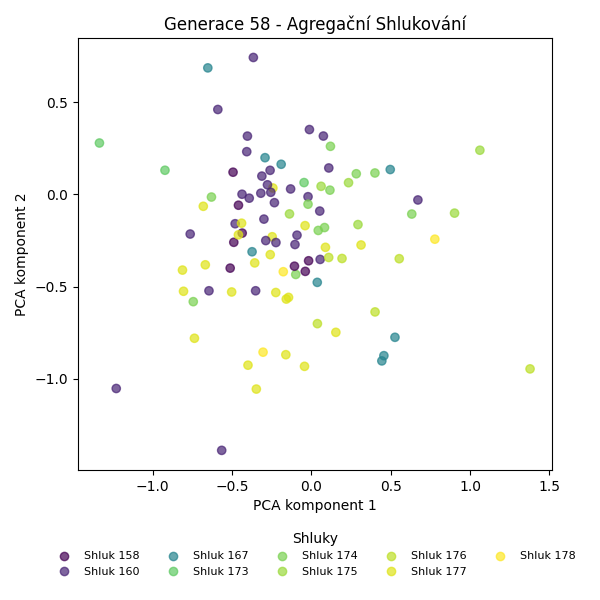 Generace 58 - Agregační Shlukování
PCA komponent 2
0.5
0.0
−0.5
−1.0
−1.0 −0.5 0.0 0.5 1.0 1.5
PCA komponent 1
Shluky
Shluk 158 Shluk 167 Shluk 174 Shluk 176 Shluk 178
Shluk 160 Shluk 173 Shluk 175 Shluk 177